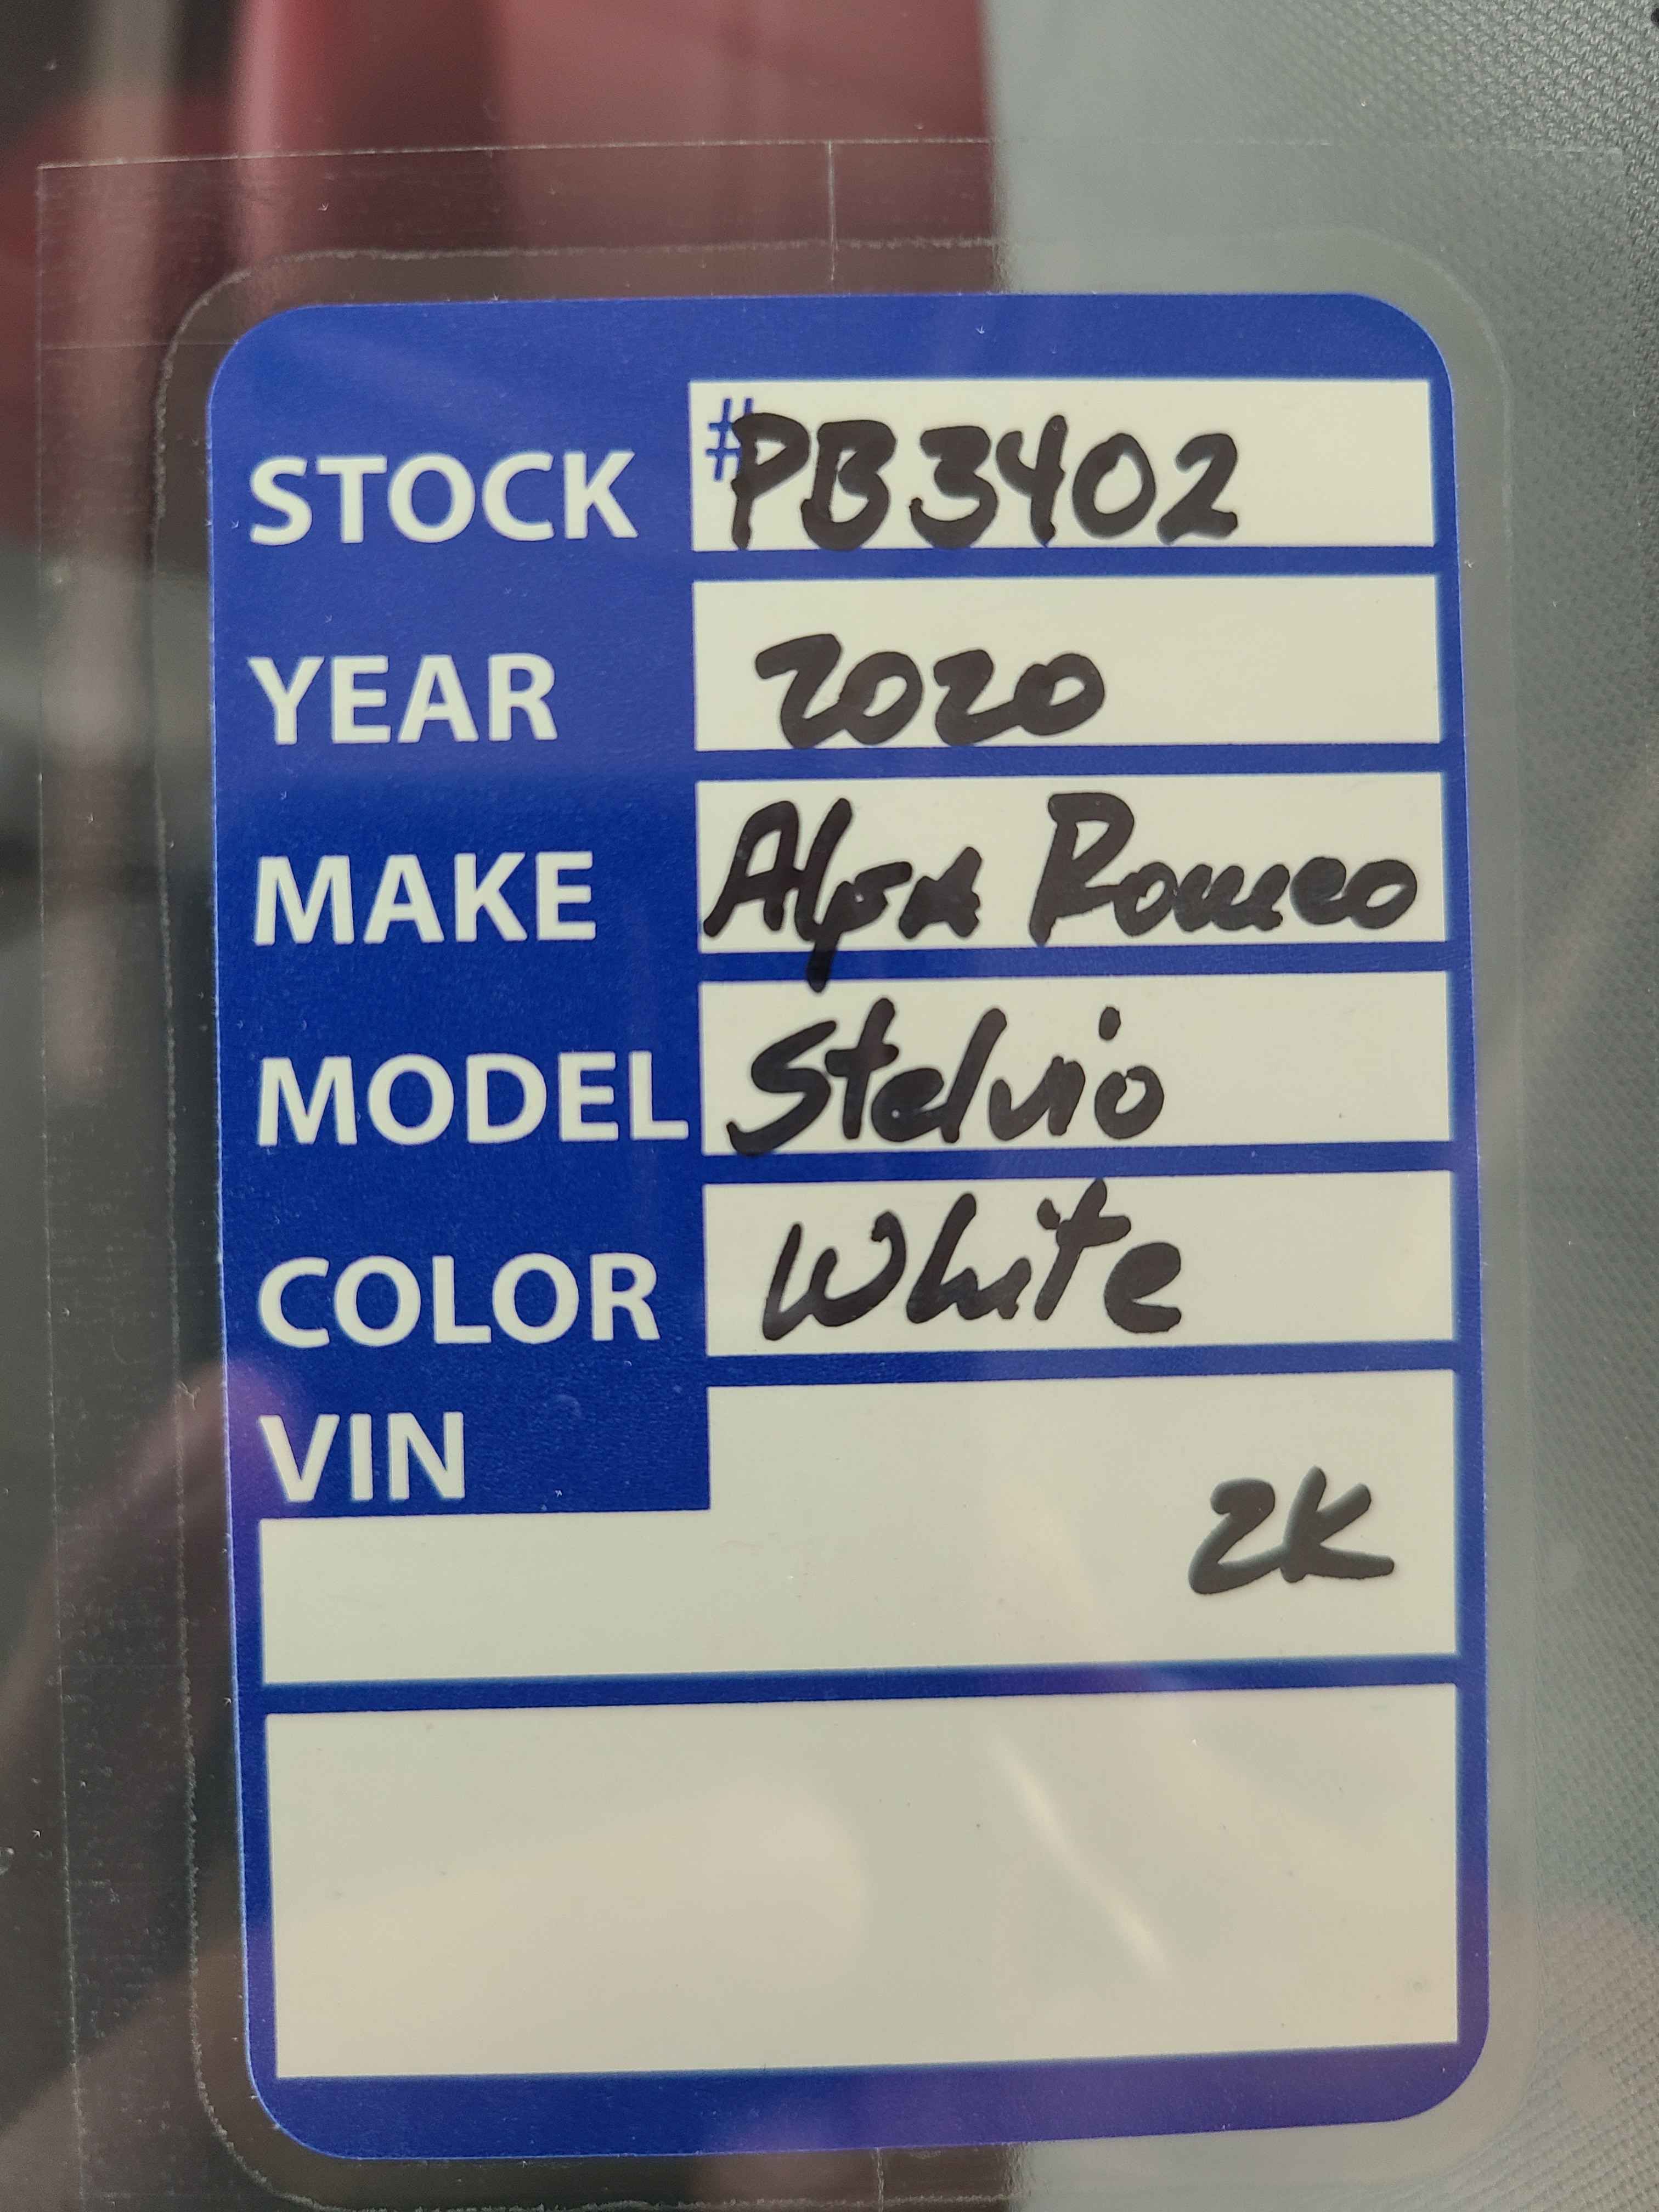 STOCK #PB3402
YEAR 2020
MAKE Alfa Romeo
MODEL Stelvio
COLOR White
VIN
2K